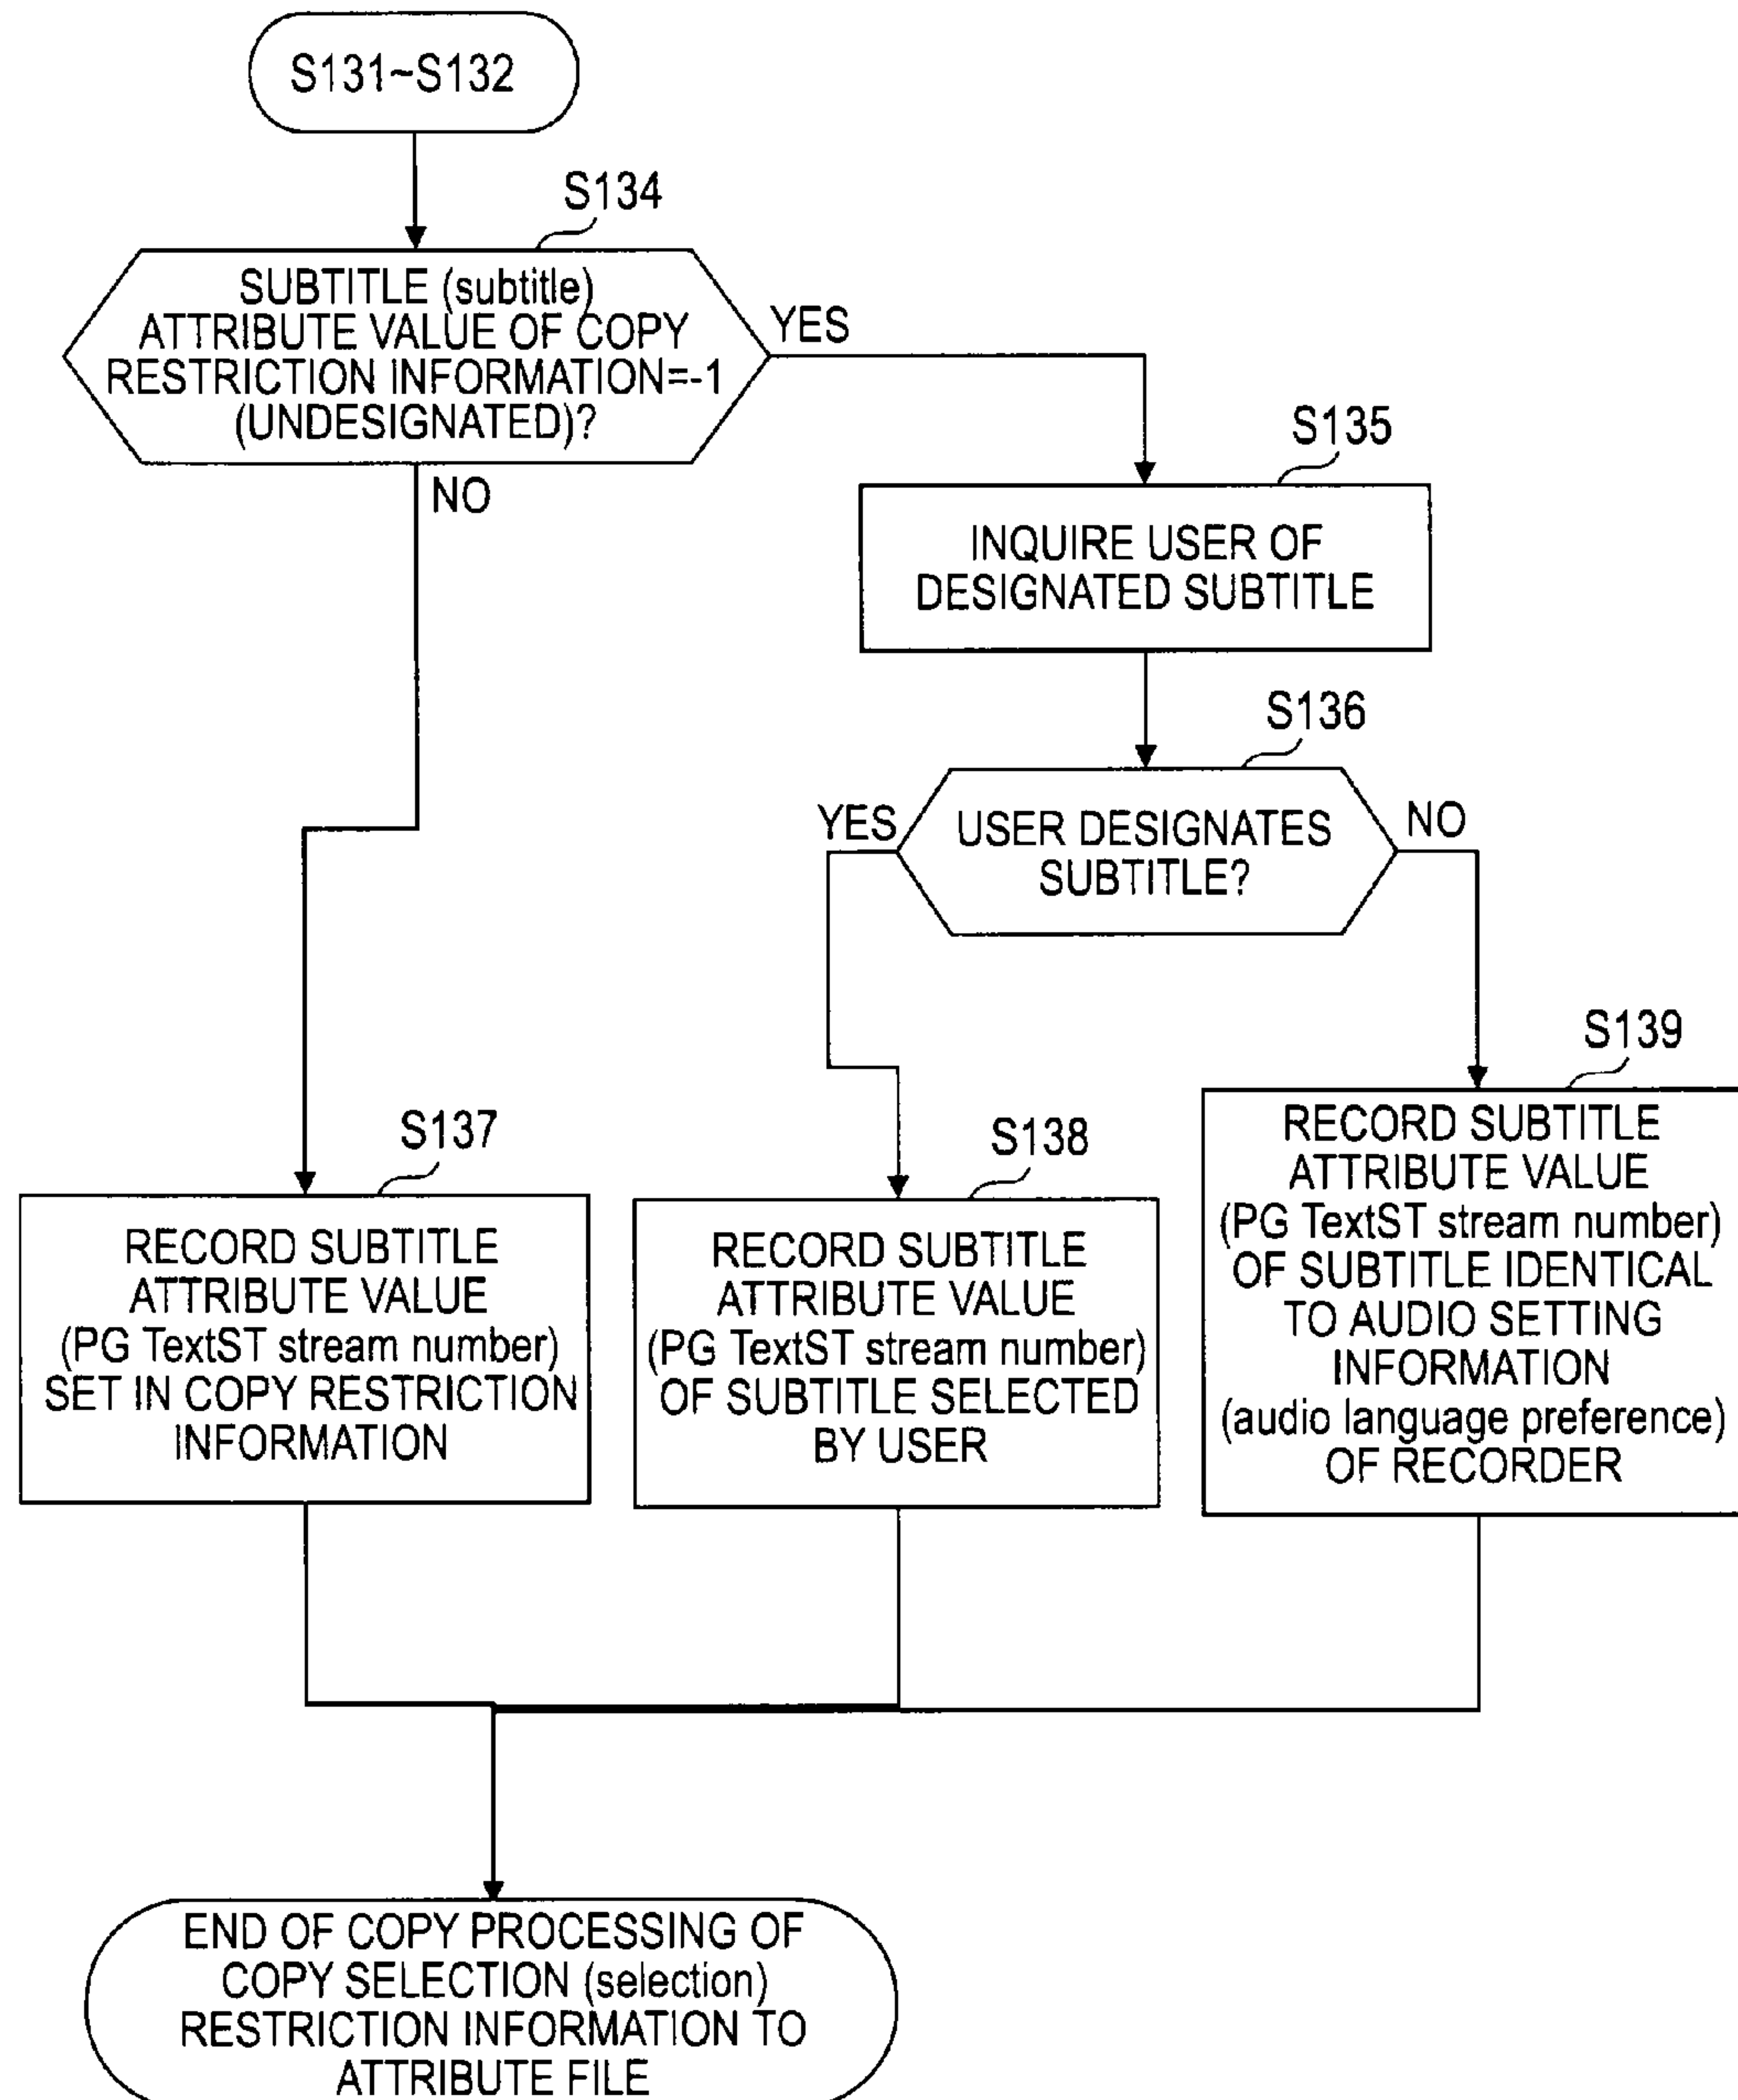 S131~S132
S134
SUBTITLE (subtitle)
ATTRIBUTE VALUE OF COPY
RESTRICTION INFORMATION=-1
(UNDESIGNATED)?
YES
NO
S135
INQUIRE USER OF
DESIGNATED SUBTITLE
S136
YES
USER DESIGNATES
SUBTITLE?
NO
S137
RECORD SUBTITLE
ATTRIBUTE VALUE
(PG TextST stream number)
SET IN COPY RESTRICTION
INFORMATION
S138
RECORD SUBTITLE
ATTRIBUTE VALUE
(PG TextST stream number)
OF SUBTITLE SELECTED
BY USER
S139
RECORD SUBTITLE
ATTRIBUTE VALUE
(PG TextST stream number)
OF SUBTITLE IDENTICAL
TO AUDIO SETTING
INFORMATION
(audio language preference)
OF RECORDER
END OF COPY PROCESSING OF
COPY SELECTION (selection)
RESTRICTION INFORMATION TO
ATTRIBUTE FILE